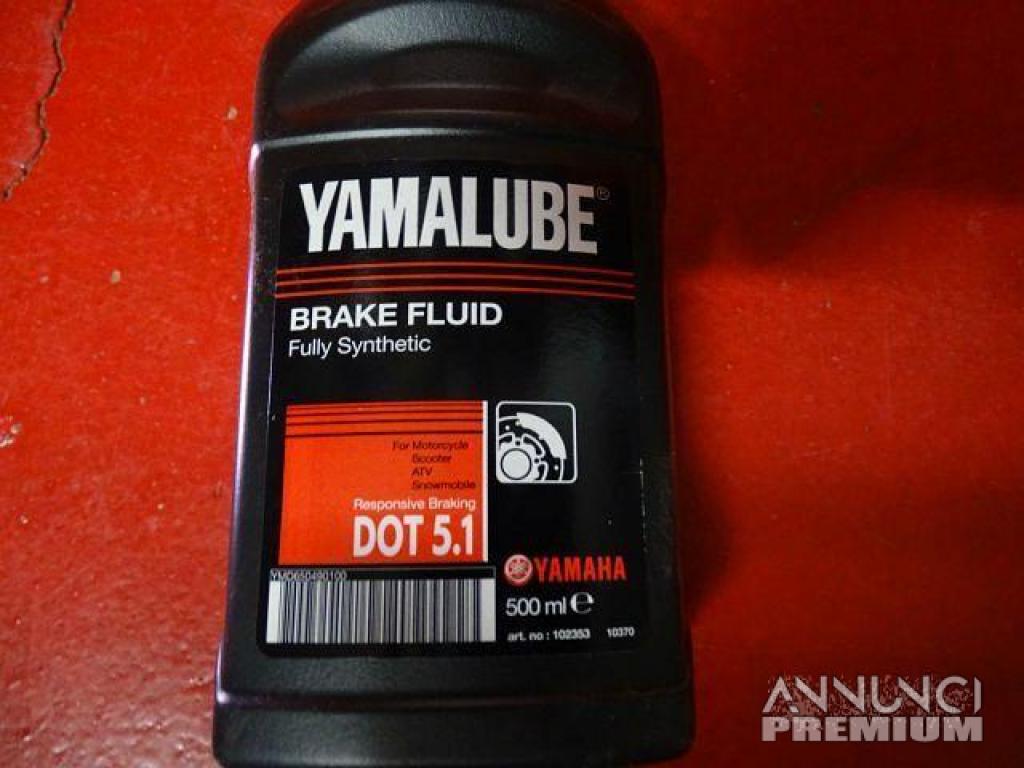 YAMALUBE®
BRAKE FLUID
Fully Synthetic
For Motorcycle
Scooter
ATV
Snowmobile
Responsive Braking
DOT 5.1
YMD650490100
YAMAHA
500 ml ℮
art. no : 102353 10370
ANNUNCI
PREMIUM